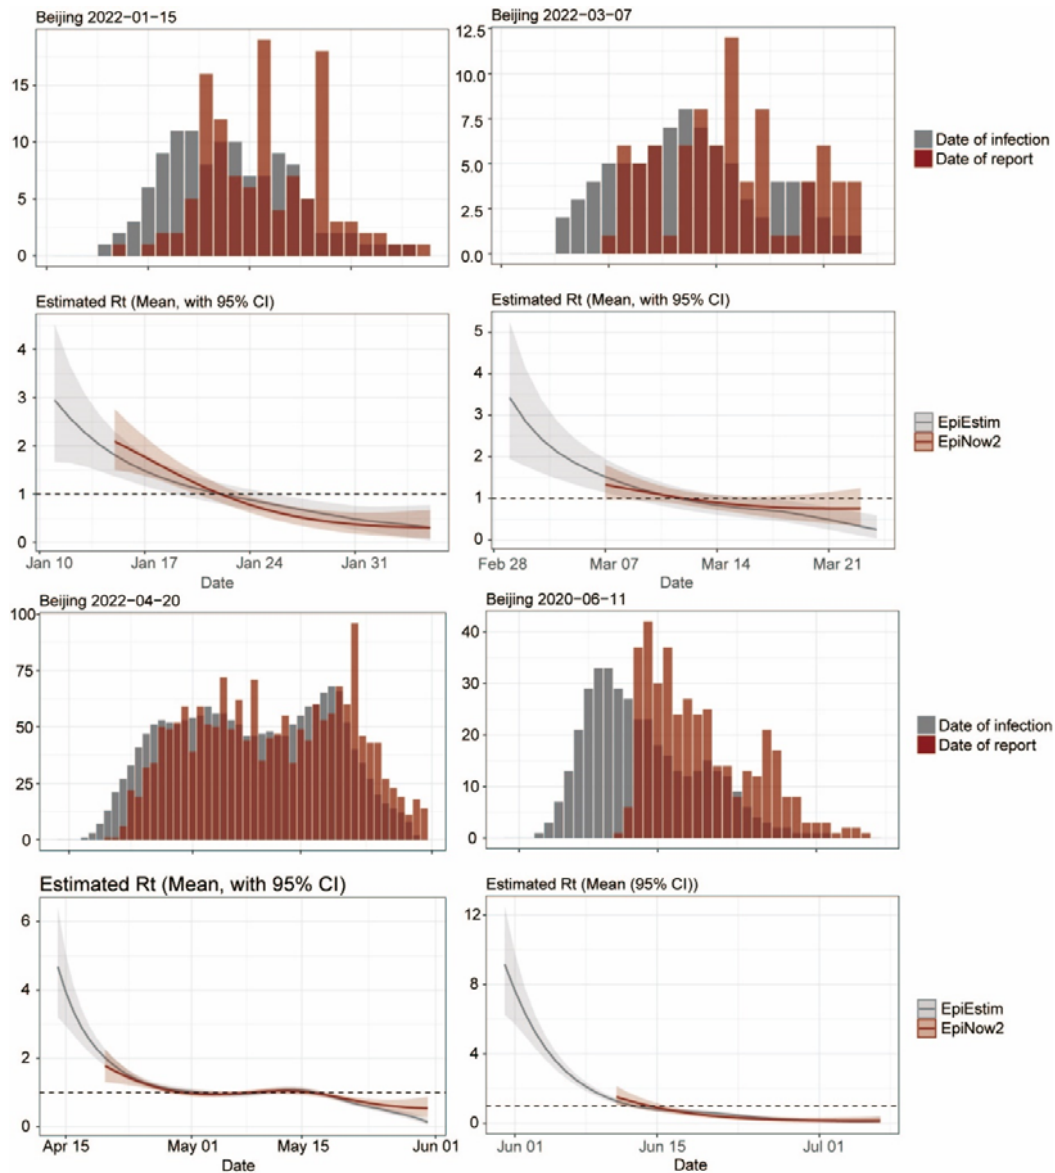 Beijing 2022−01−15
15
10
5
0
Beijing 2022−03−07
12.5
10.0
7.5
5.0
2.5
0.0
Date of infection
Date of report
Estimated Rt (Mean, with 95% CI)
4
3
2
1
0
Jan 10 Jan 17 Jan 24 Jan 31
Date
Estimated Rt (Mean, with 95% CI)
5
4
3
2
1
0
Feb 28 Mar 07 Mar 14 Mar 21
Date
EpiEstim
EpiNow2
Beijing 2022−04−20
100
75
50
25
0
Beijing 2020−06−11
40
30
20
10
0
Date of infection
Date of report
Estimated Rt (Mean, with 95% CI)
6
4
2
0
Apr 15 May 01 May 15 Jun 01
Date
Estimated Rt (Mean (95% CI))
12
8
4
0
Jun 01 Jun 15 Jul 01
Date
EpiEstim
EpiNow2